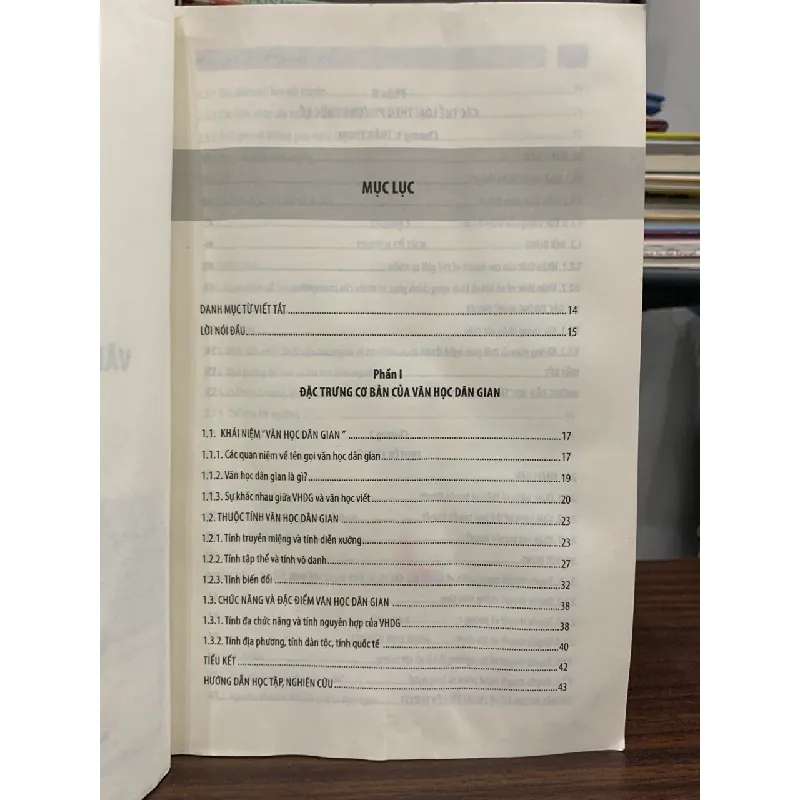 MỤC LỤC
DANH MỤC TỪ VIẾT TẮT 14
LỜI NÓI ĐẦU 15
Phần I
ĐẶC TRƯNG CƠ BẢN CỦA VĂN HỌC DÂN GIAN
1.1. KHÁI NIỆM "VĂN HỌC DÂN GIAN" 17
1.1.1. Các quan niệm về tên gọi văn học dân gian 17
1.1.2. Văn học dân gian là gì? 19
1.1.3. Sự khác nhau giữa VHDG và văn học viết 20
1.2. THUỘC TÍNH VĂN HỌC DÂN GIAN 23
1.2.1. Tính truyền miệng và tính diễn xướng 23
1.2.2. Tính tập thể và tính vô danh 27
1.2.3. Tính biến đổi 32
1.3. CHỨC NĂNG VÀ ĐẶC ĐIỂM VĂN HỌC DÂN GIAN 38
1.3.1. Tính đa chức năng và tính nguyên hợp của VHDG 38
1.3.2. Tính địa phương, tính dân tộc, tính quốc tế 40
TIỂU KẾT 42
HƯỚNG DẪN HỌC TẬP, NGHIÊN CỨU 43